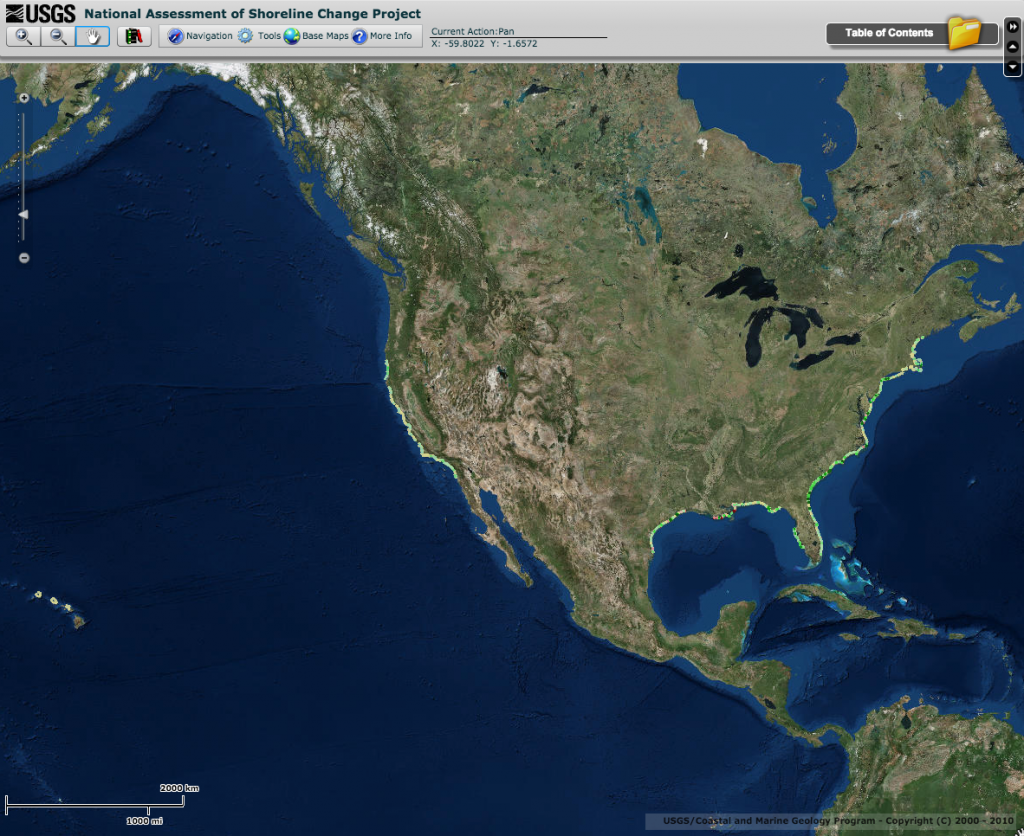 USGS National Assessment of Shoreline Change Project
Navigation Tools Base Maps More Info
Current Action:Pan
X: -59.8022 Y: -1.6572
Table of Contents
2000 km
1000 mi
USGS/Coastal and Marine Geology Program - Copyright (C) 2000 - 2010